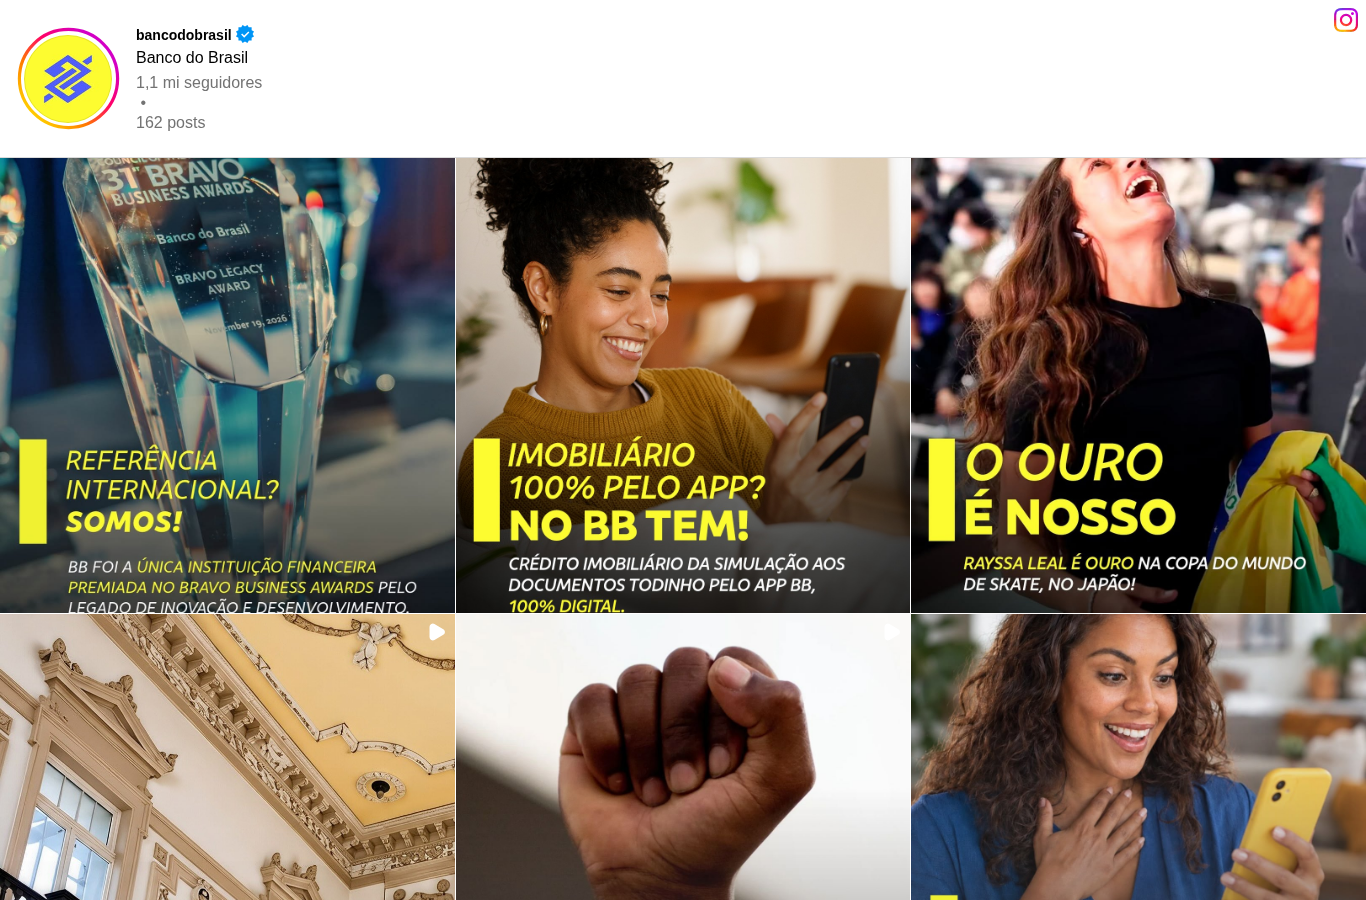 bancodobrasil
Banco do Brasil
1,1 mi seguidores
•
162 posts
31º BRAVO
BUSINESS AWARDS
Banco do Brasil
BRAVO LEGACY
AWARD
November 19, 2026
REFERÊNCIA
INTERNACIONAL?
SOMOS!
BB FOI A ÚNICA INSTITUIÇÃO FINANCEIRA
PREMIADA NO BRAVO BUSINESS AWARDS PELO
LEGADO DE INOVAÇÃO E DESENVOLVIMENTO.
IMOBILIÁRIO
100% PELO APP?
NO BB TEM!
CRÉDITO IMOBILIÁRIO DA SIMULAÇÃO AOS
DOCUMENTOS TODINHO PELO APP BB,
100% DIGITAL.
O OURO
É NOSSO
RAYSSA LEAL É OURO NA COPA DO MUNDO
DE SKATE, NO JAPÃO!